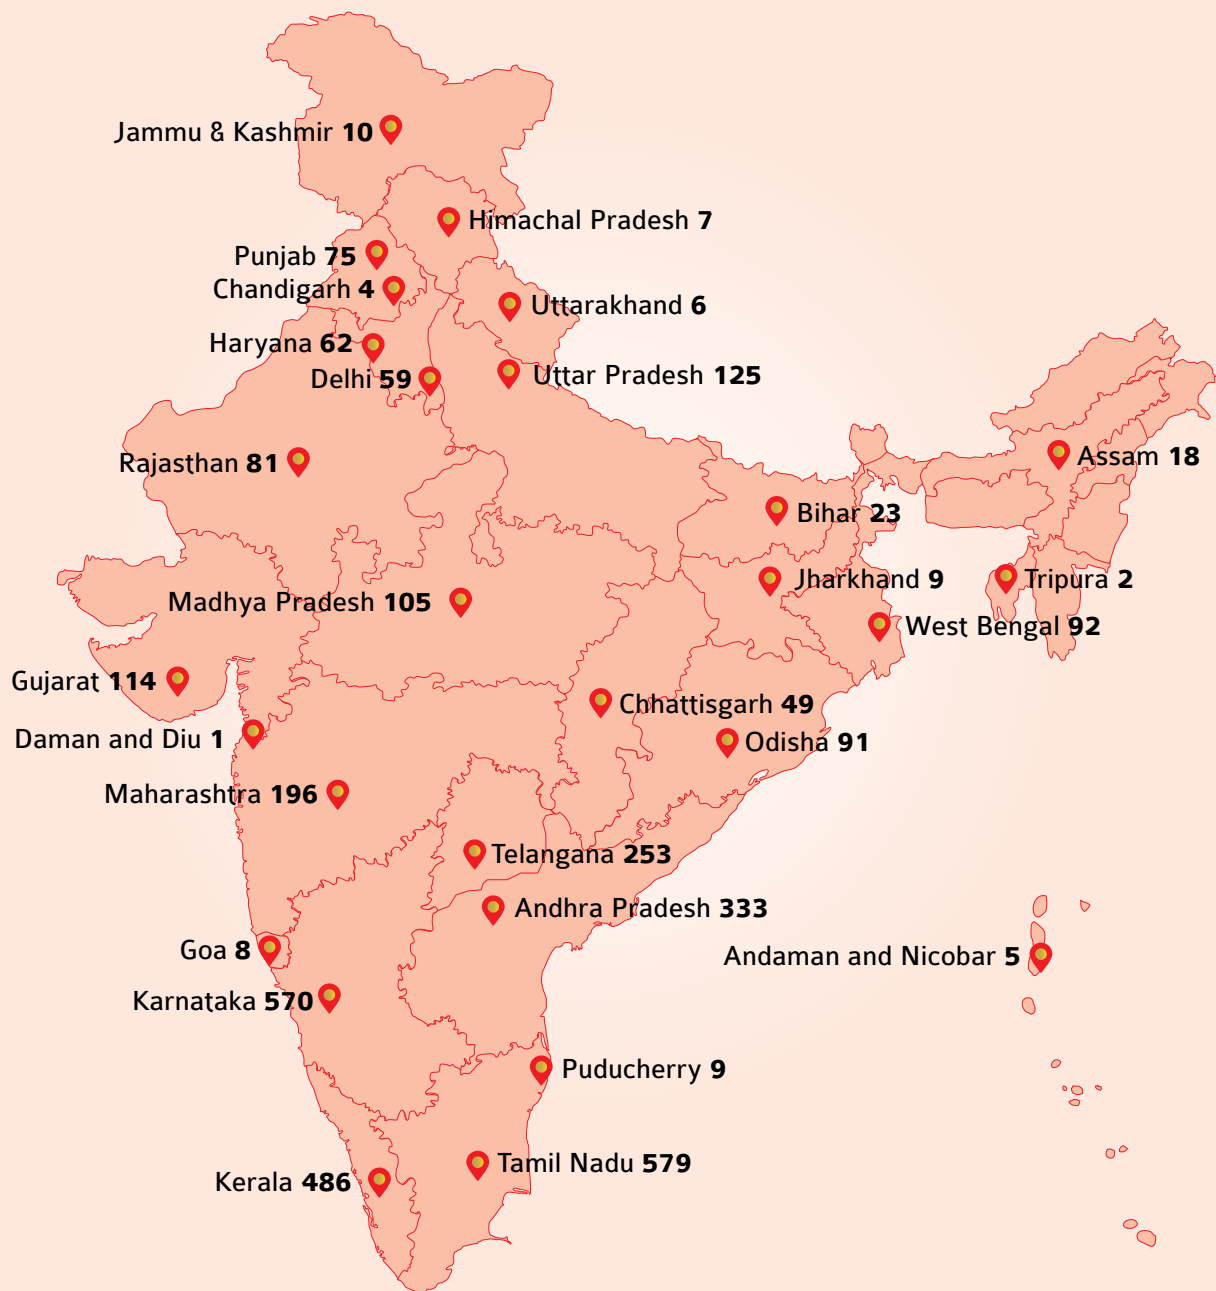 Jammu & Kashmir 10
Himachal Pradesh 7
Punjab 75
Chandigarh 4
Uttarakhand 6
Haryana 62
Delhi 59
Uttar Pradesh 125
Rajasthan 81
Assam 18
Bihar 23
Jharkhand 9
Tripura 2
Madhya Pradesh 105
West Bengal 92
Gujarat 114
Chhattisgarh 49
Daman and Diu 1
Odisha 91
Maharashtra 196
Telangana 253
Andhra Pradesh 333
Goa 8
Andaman and Nicobar 5
Karnataka 570
Puducherry 9
Tamil Nadu 579
Kerala 486